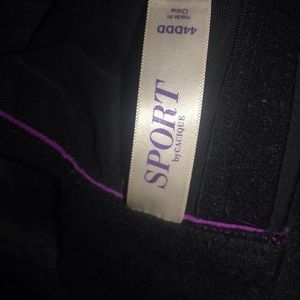 44DDD
made in
China
SPORT
by CACIQUE